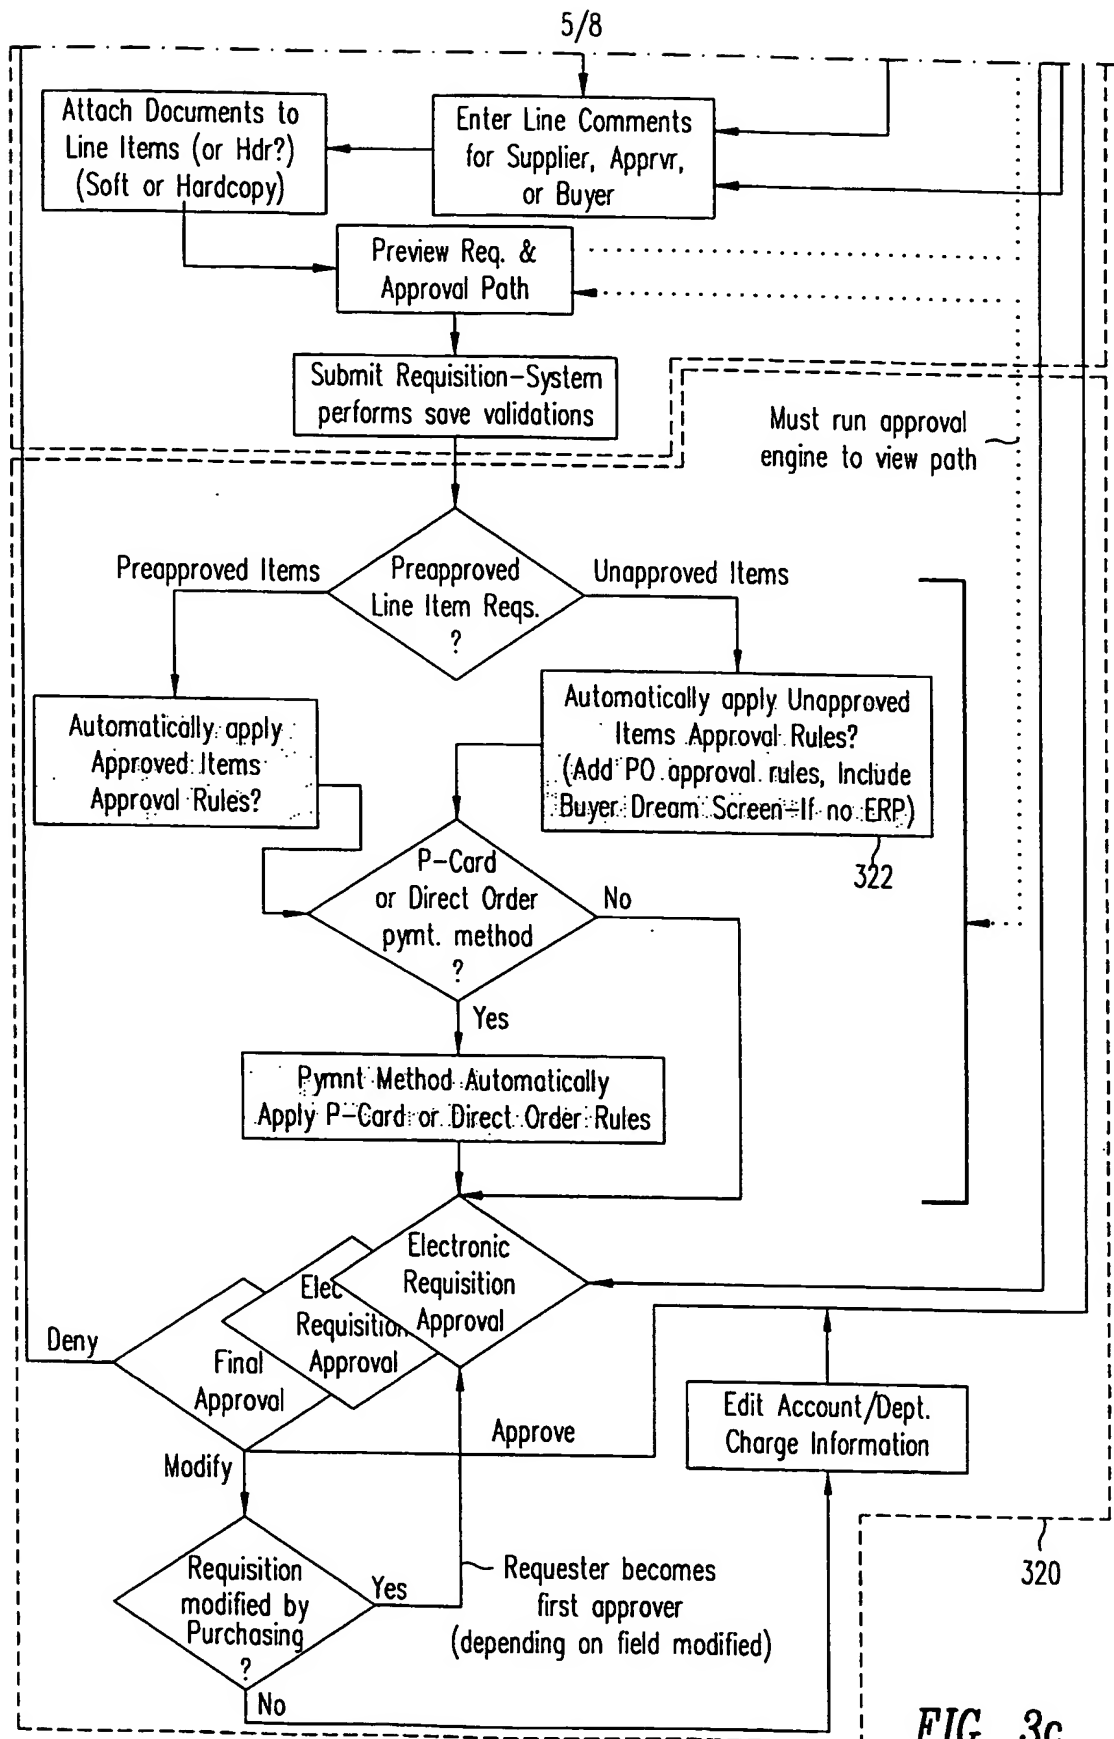 5/8
Attach Documents to
Line Items (or Hdr?)
(Soft or Hardcopy)
Enter Line Comments
for Supplier, Apprvr,
or Buyer
Preview Req. &
Approval Path
Submit Requisition-System
performs save validations
Must run approval
engine to view path
Preapproved Items
Preapproved
Line Item Reqs.
?
Unapproved Items
Automatically apply
Approved Items
Approval Rules?
Automatically apply Unapproved
Items Approval Rules?
(Add PO approval rules, Include
Buyer Dream Screen-If no ERP)
322
P-Card
or Direct Order
pymt. method
?
No
Yes
Pymnt Method Automatically
Apply P-Card or Direct Order Rules
Electronic
Requisition
Approval
Elec
Requisition
Approval
Final
Approval
Deny
Approve
Modify
Edit Account/Dept.
Charge Information
Requisition
modified by
Purchasing
?
Yes
No
Requester becomes
first approver
(depending on field modified)
320
FIG. 3c